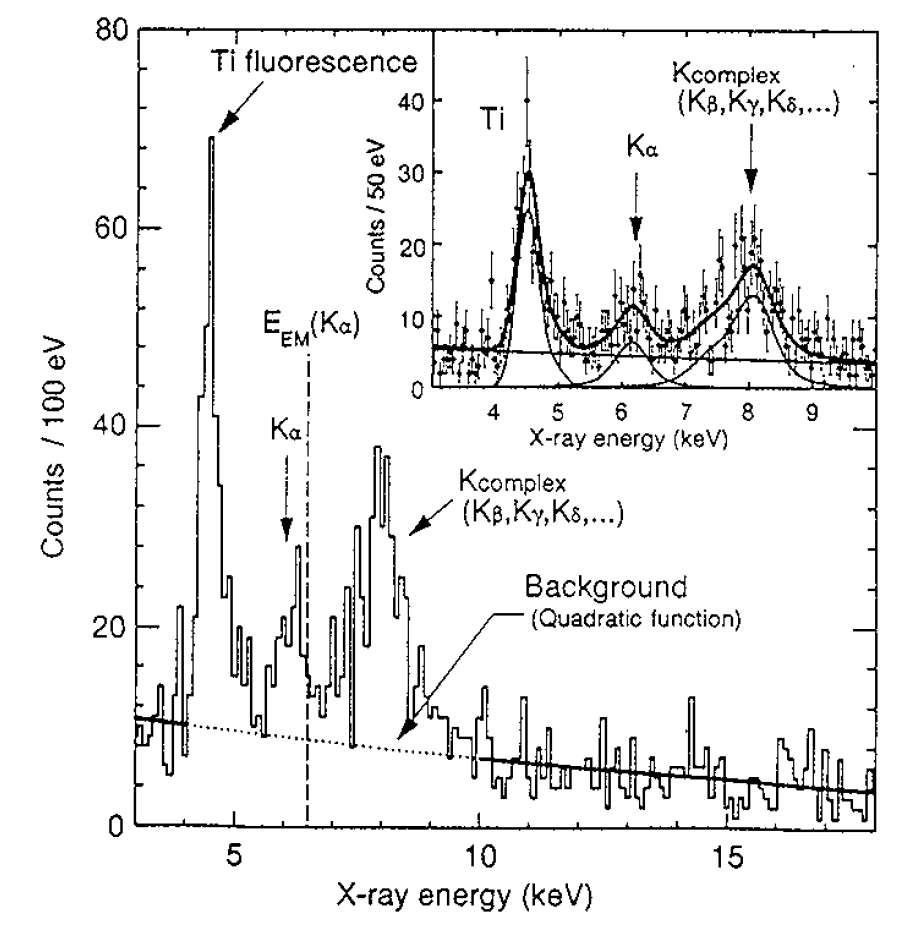 80
60
40
20
0
Counts / 100 eV
5
10
15
X-ray energy (keV)
Ti fluorescence
E_EM(Kα)
Kα
Kcomplex
(Kβ,Kγ,Kδ,...)
Background
(Quadratic function)
40
30
20
10
0
Counts / 50 eV
4
5
6
7
8
9
X-ray energy (keV)
Ti
Kα
Kcomplex
(Kβ,Kγ,Kδ,...)